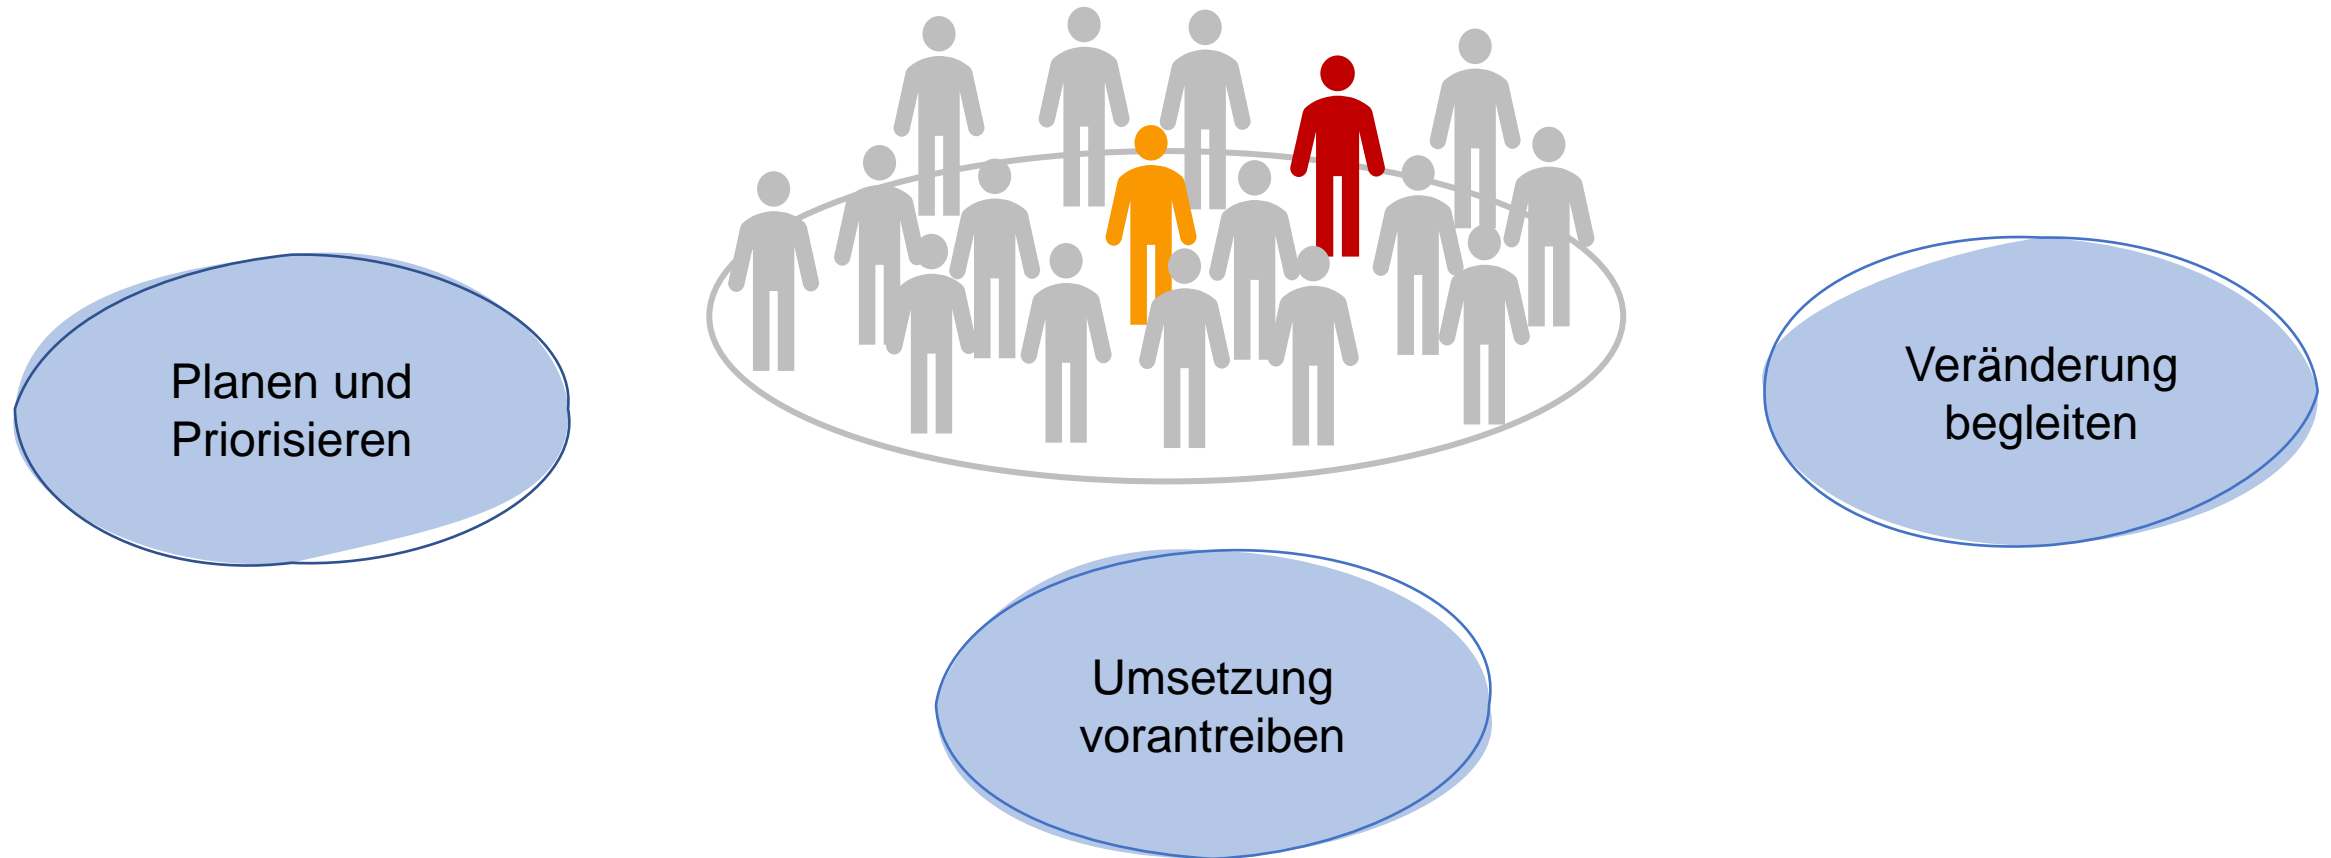 Planen und
Priorisieren
Veränderung
begleiten
Umsetzung
vorantreiben